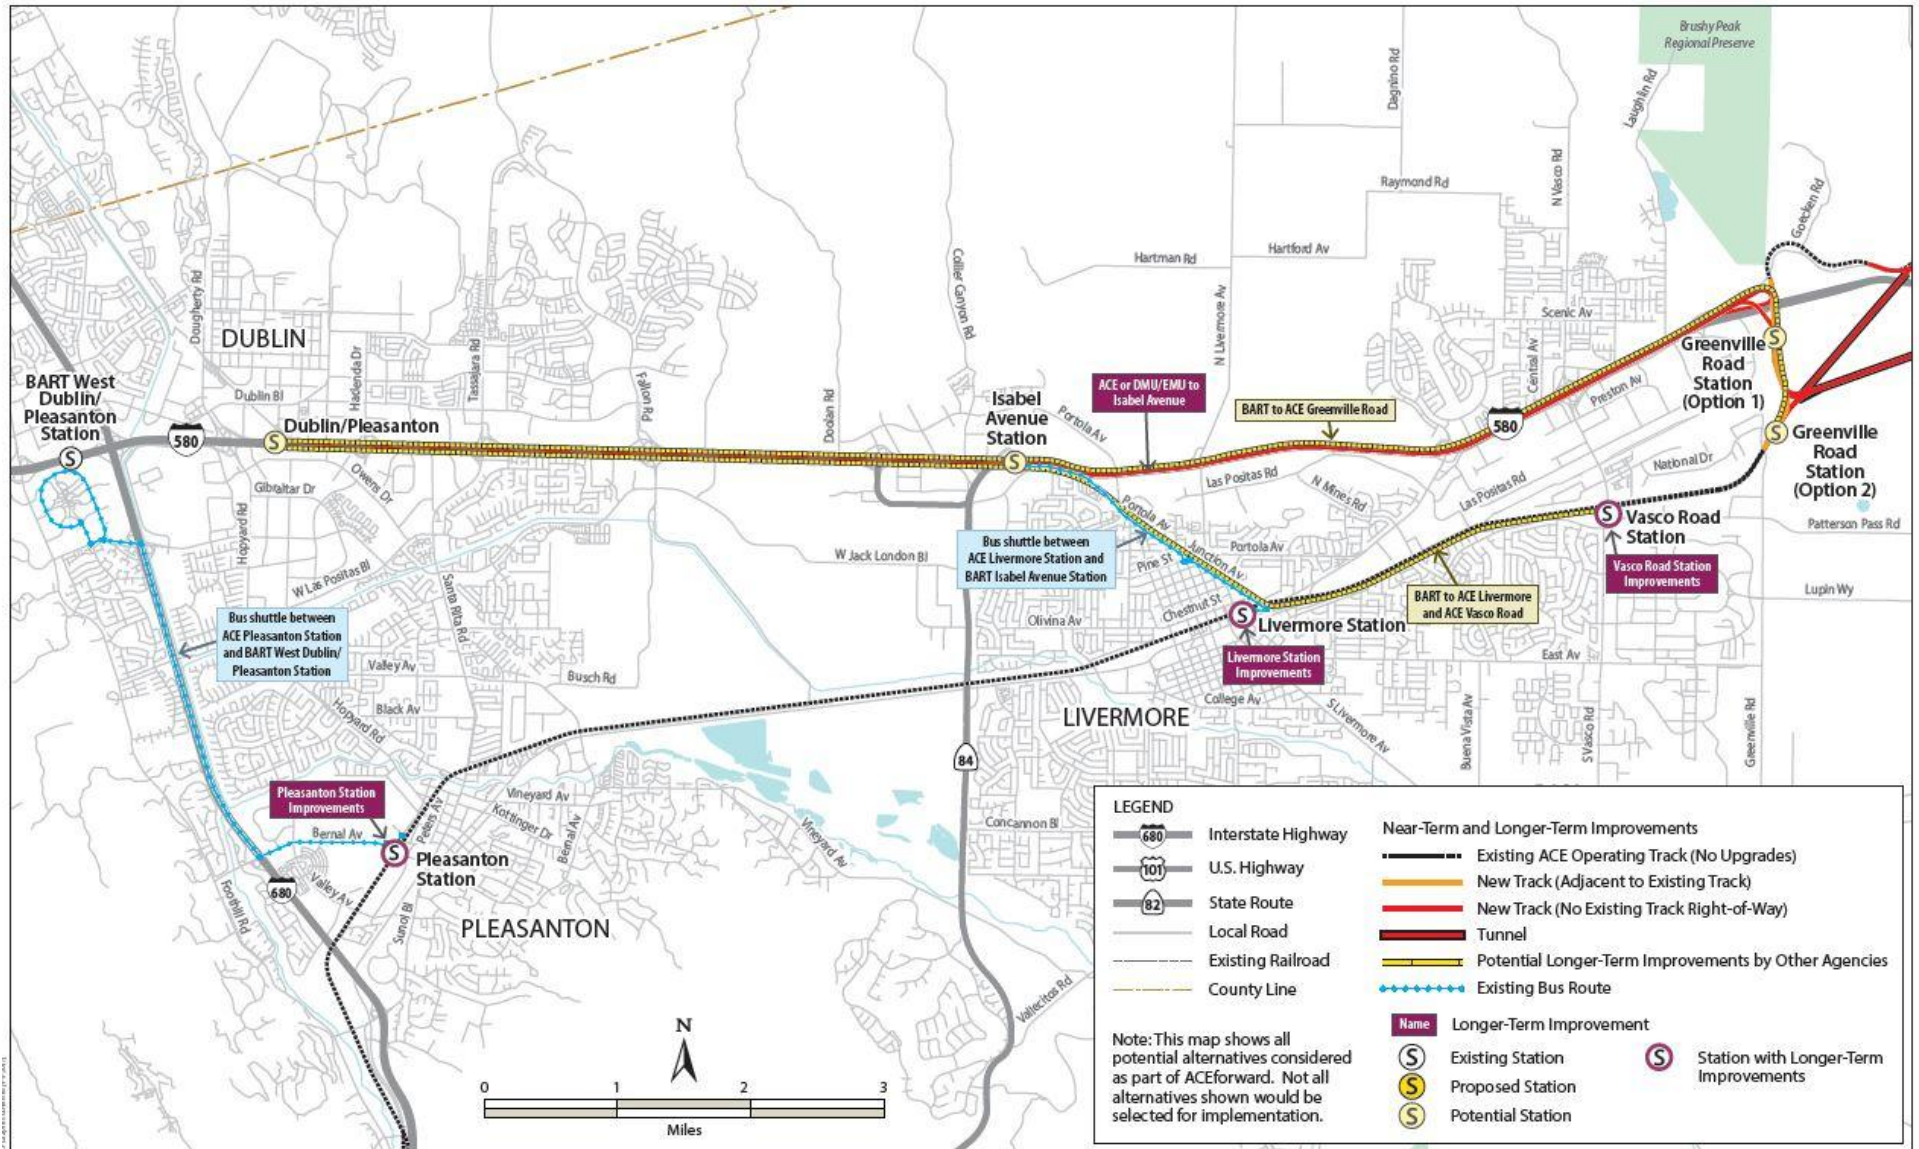 Brushy Peak
Regional Preserve
Dagnino Rd
Laughlin Rd
N Vasco Rd
Raymond Rd
Goecken Rd
Hartford Av
Hartman Rd
Collier Canyon Rd
N Livermore Av
Dougherty Rd
DUBLIN
Hacienda Dr
Tassajara Rd
Fallon Rd
Doolan Rd
Dublin Bl
Scenic Av
Central Av
Preston Av
BART West
Dublin/
Pleasanton
Station
S
580
S
Dublin/Pleasanton
Isabel
Avenue
Station
S
Portola Av
ACE or DMU/EMU to
Isabel Avenue
BART to ACE Greenville Road
580
Greenville
Road
Station
(Option 1)
S
S
Greenville
Road
Station
(Option 2)
National Dr
Patterson Pass Rd
Owens Dr
Gibraltar Dr
Hopyard Rd
Las Positas Rd
N Mines Rd
Las Positas Rd
S
Vasco Road
Station
Vasco Road Station
Improvements
Lupin Wy
W Jack London Bl
Bus shuttle between
ACE Livermore Station and
BART Isabel Avenue Station
Portola Av
Junction Av
Portola Av
Pine St
Chestnut St
Olivina Av
S
Livermore Station
Livermore Station
Improvements
BART to ACE Livermore
and ACE Vasco Road
East Av
W Las Positas Bl
Santa Rita Rd
Bus shuttle between
ACE Pleasanton Station
and BART West Dublin/
Pleasanton Station
Valley Av
Busch Rd
Black Av
Hopyard Rd
LIVERMORE
College Av
S Livermore Av
Buena Vista Av
S Vasco Rd
Greenville Rd
84
Pleasanton Station
Improvements
Bernal Av
Peters Av
Vineyard Av
Kottinger Dr
Bernal Av
Vineyard Av
Concannon Bl
S
Pleasanton
Station
680
Valley Av
Foothill Rd
Sunol Bl
PLEASANTON
Vallecitos Rd
N
0 1 2 3
Miles
LEGEND
680 Interstate Highway
101 U.S. Highway
82 State Route
Local Road
Existing Railroad
County Line
Note: This map shows all
potential alternatives considered
as part of ACEforward. Not all
alternatives shown would be
selected for implementation.
Near-Term and Longer-Term Improvements
Existing ACE Operating Track (No Upgrades)
New Track (Adjacent to Existing Track)
New Track (No Existing Track Right-of-Way)
Tunnel
Potential Longer-Term Improvements by Other Agencies
Existing Bus Route
Name Longer-Term Improvement
S Existing Station
S Proposed Station
S Potential Station
S Station with Longer-Term
Improvements